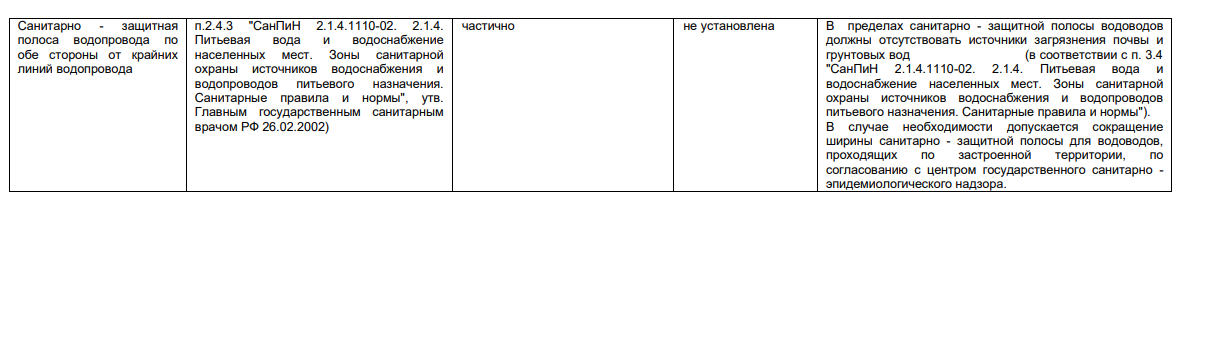 Санитарно - защитная
полоса водопровода по
обе стороны от крайних
линий водопровода
п.2.4.3 "СанПиН 2.1.4.1110-02. 2.1.4.
Питьевая вода и водоснабжение
населенных мест. Зоны санитарной
охраны источников водоснабжения и
водопроводов питьевого назначения.
Санитарные правила и нормы", утв.
Главным государственным санитарным
врачом РФ 26.02.2002)
частично
не установлена
В пределах санитарно - защитной полосы водоводов
должны отсутствовать источники загрязнения почвы и
грунтовых вод (в соответствии с п. 3.4
"СанПиН 2.1.4.1110-02. 2.1.4. Питьевая вода и
водоснабжение населенных мест. Зоны санитарной
охраны источников водоснабжения и водопроводов
питьевого назначения. Санитарные правила и нормы").
В случае необходимости допускается сокращение
ширины санитарно - защитной полосы для водоводов,
проходящих по застроенной территории, по
согласованию с центром государственного санитарно -
эпидемиологического надзора.